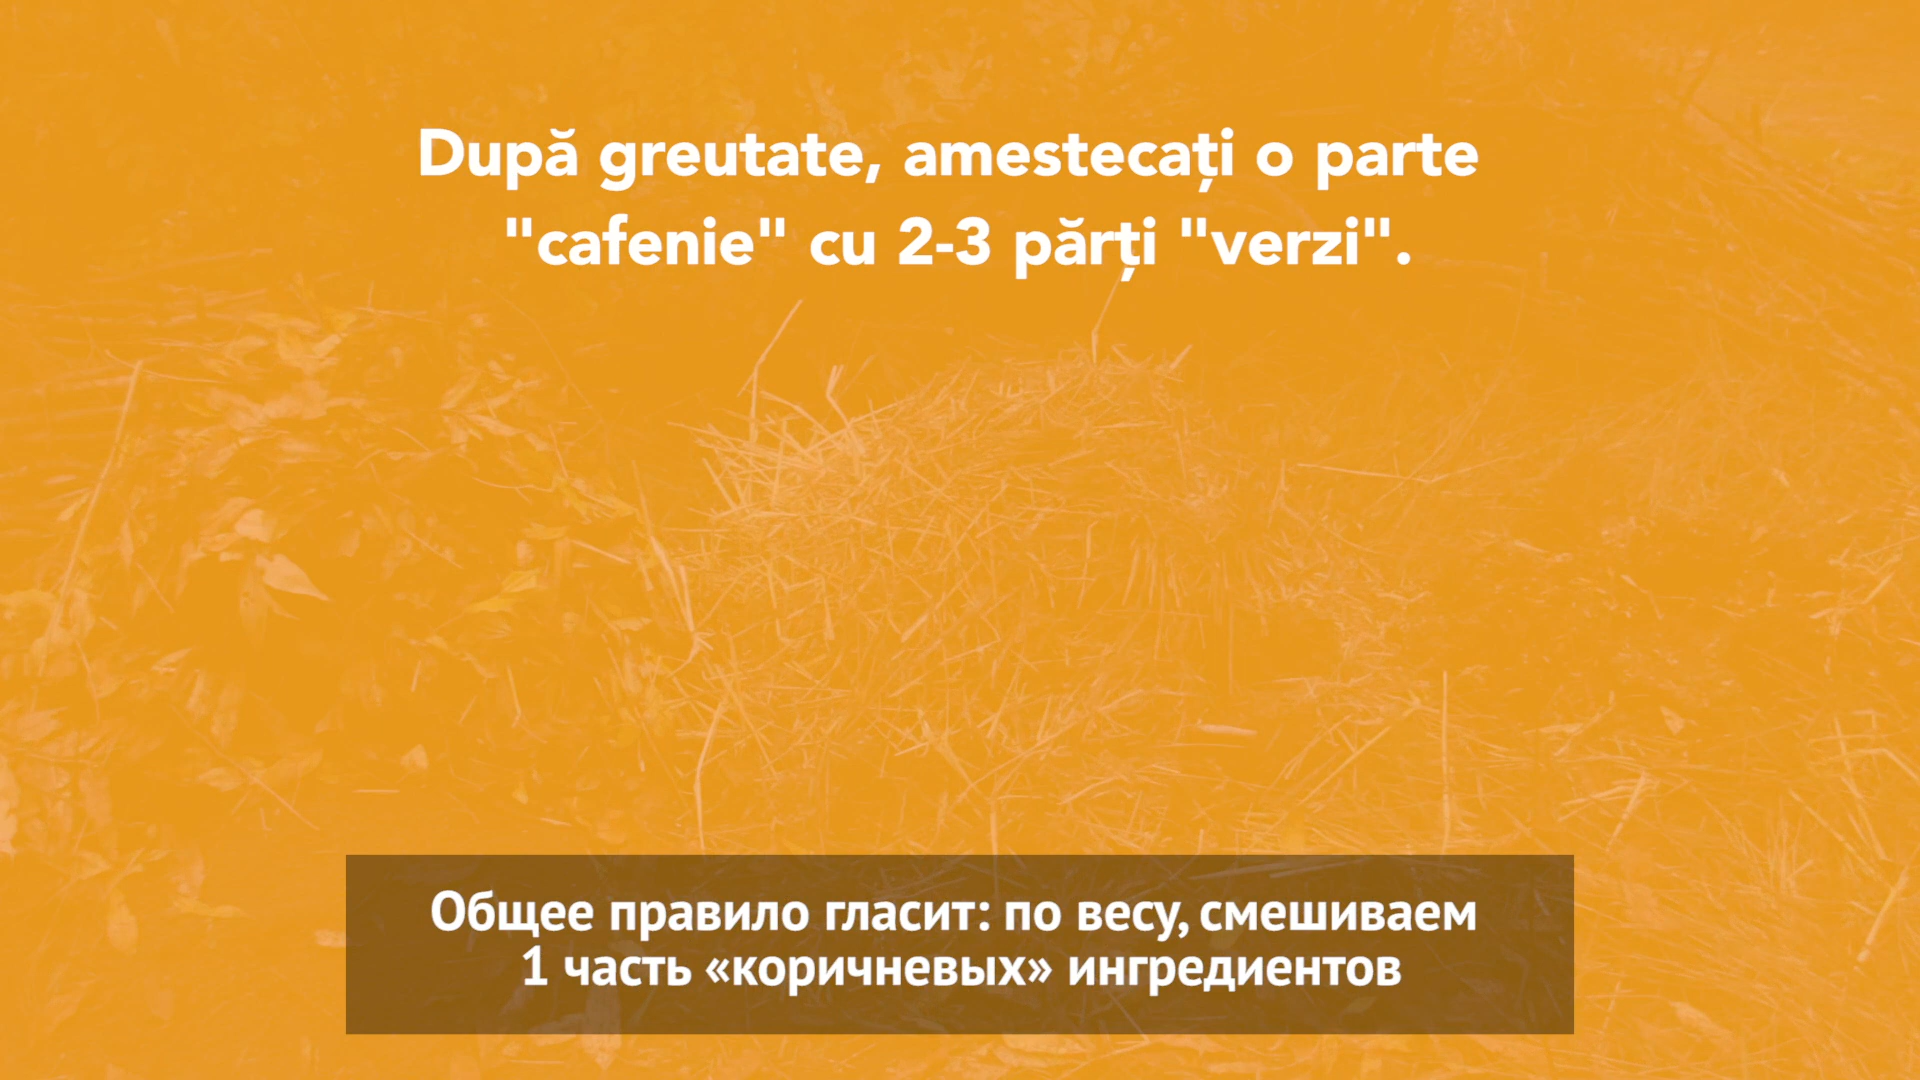 După greutate, amestecați o parte
"cafenie" cu 2-3 părți "verzi".
Общее правило гласит: по весу, смешиваем
1 часть «коричневых» ингредиентов